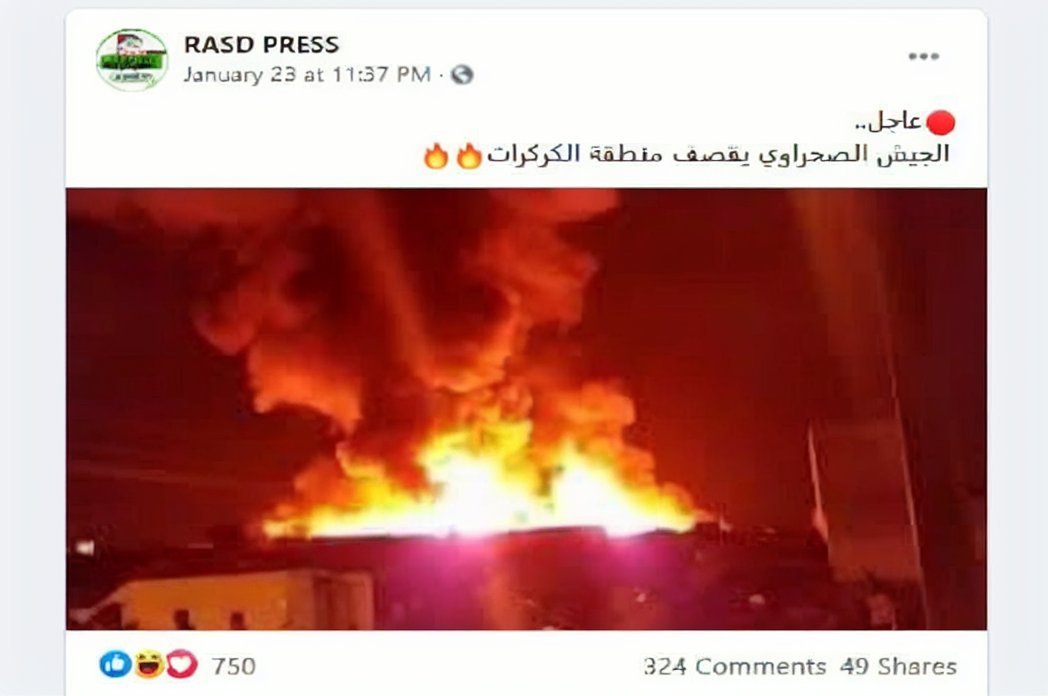 RASD PRESS
January 23 at 11:37 PM ·
عاجل..
الجيش الصحراوي يقصف منطقة الكركرات
750
324 Comments 49 Shares